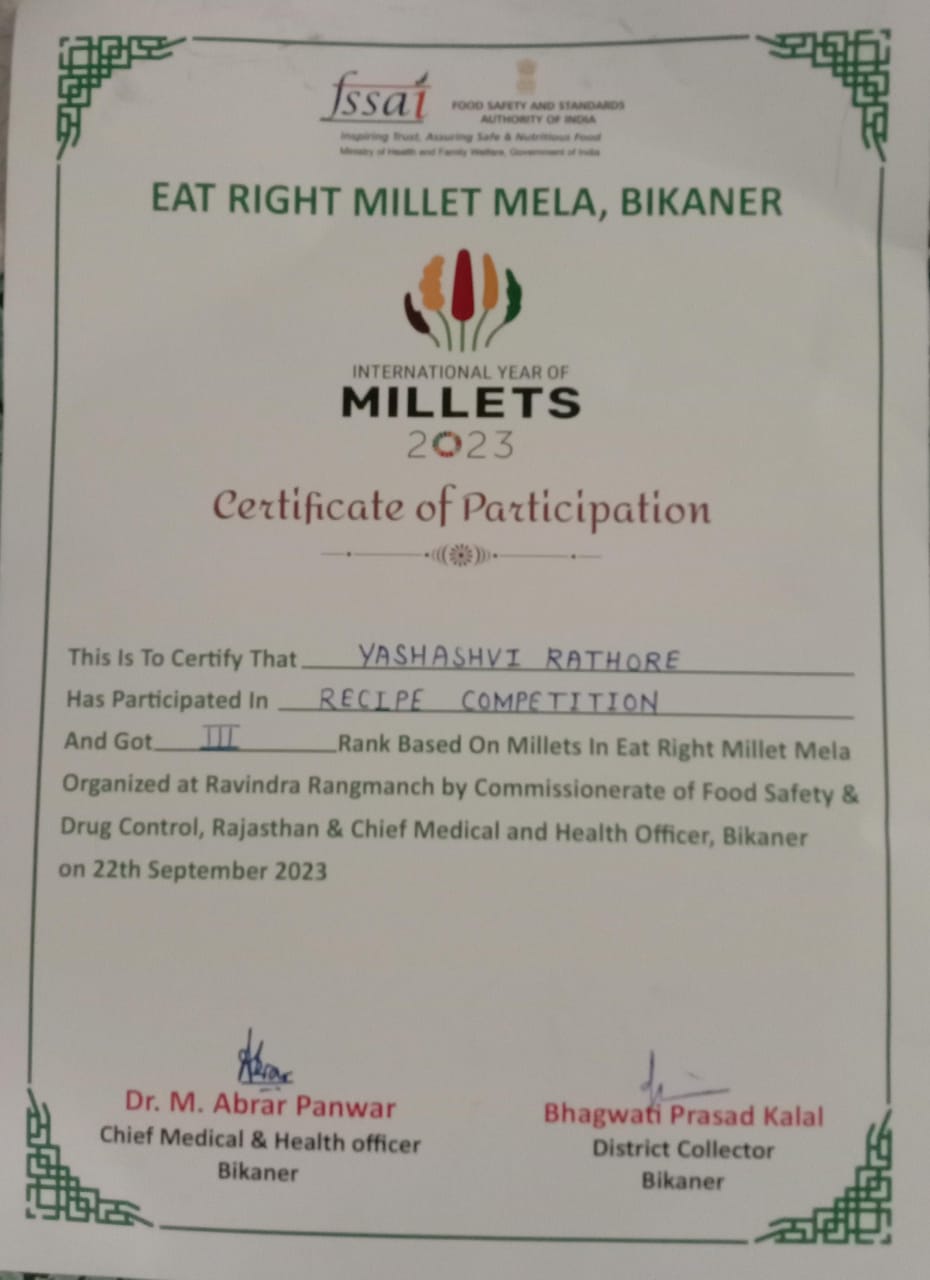 fssai
FOOD SAFETY AND STANDARDS
AUTHORITY OF INDIA
Inspiring Trust, Assuring Safe & Nutritious Food
Ministry of Health and Family Welfare, Government of India
EAT RIGHT MILLET MELA, BIKANER
INTERNATIONAL YEAR OF
MILLETS
2023
Certificate of Participation
This Is To Certify That YASHASHVI RATHORE
Has Participated In RECIPE COMPETITION
And Got III Rank Based On Millets In Eat Right Millet Mela
Organized at Ravindra Rangmanch by Commissionerate of Food Safety &
Drug Control, Rajasthan & Chief Medical and Health Officer, Bikaner
on 22th September 2023
Abrar
Dr. M. Abrar Panwar
Chief Medical & Health officer
Bikaner
Bhagwati Prasad Kalal
District Collector
Bikaner